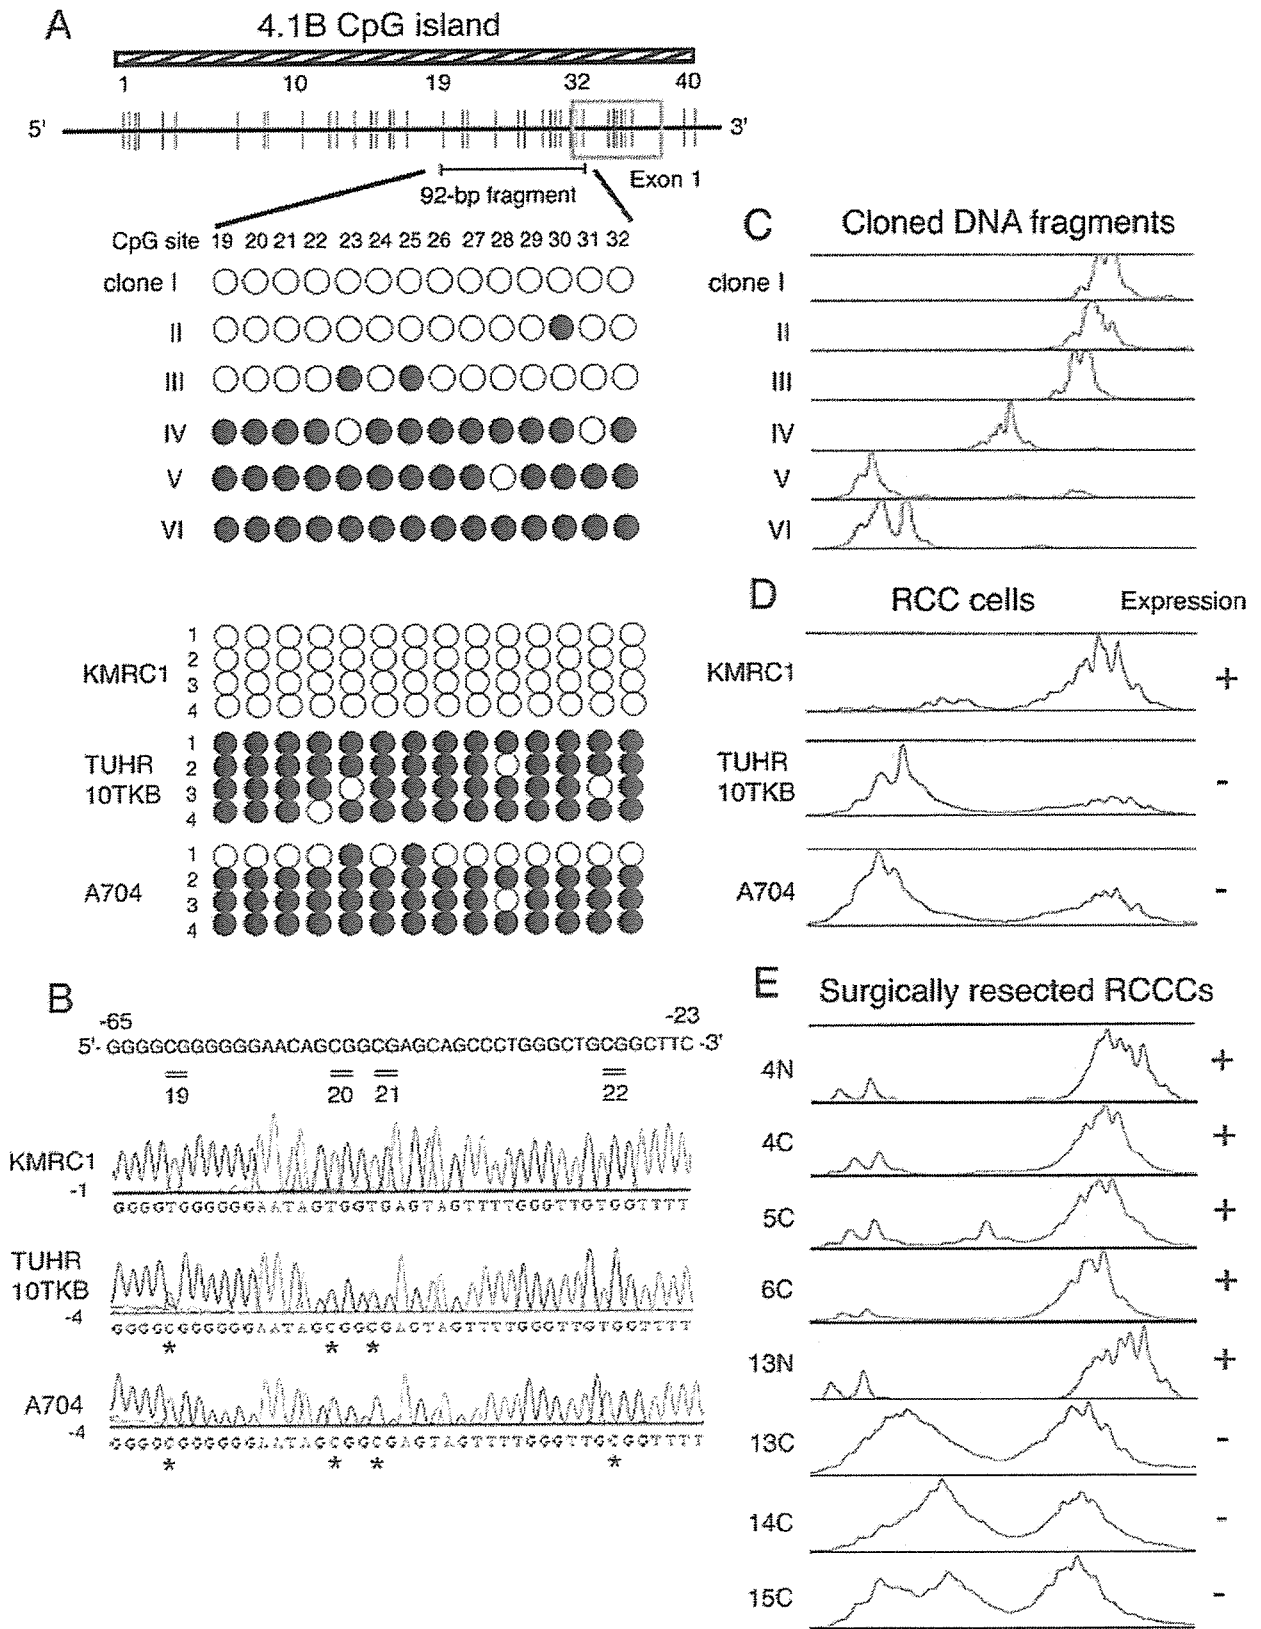 A
4.1B CpG island
1 10 19 32 40
5' 3'
Exon 1
92-bp fragment
CpG site 19 20 21 22 23 24 25 26 27 28 29 30 31 32
clone I
II
III
IV
V
VI
KMRC1
1
2
3
4
TUHR
10TKB
1
2
3
4
A704
1
2
3
4
B
-65 -23
5'- GGGGCGGGGGGAACAGCGGCGAGCAGCCCTGGGCTGCGGCTTC -3'
19 20 21 22
KMRC1
-1
GGGGTGGGGGGAATAGTGGTGAGTAGTTTTGGGTTGTGGTTTT
TUHR
10TKB
-4
GGGGCGGGGGGAATAGCGGCGAGTAGTTTTGGGTTGTGGTTTT
* * *
A704
-4
GGGGCGGGGGGAATAGCGGCGAGTAGTTTTGGGTTGCGGTTTT
* * * *
C
Cloned DNA fragments
clone I
II
III
IV
V
VI
D
RCC cells Expression
KMRC1 +
TUHR
10TKB -
A704 -
E
Surgically resected RCCCs
4N +
4C +
5C +
6C +
13N +
13C -
14C -
15C -